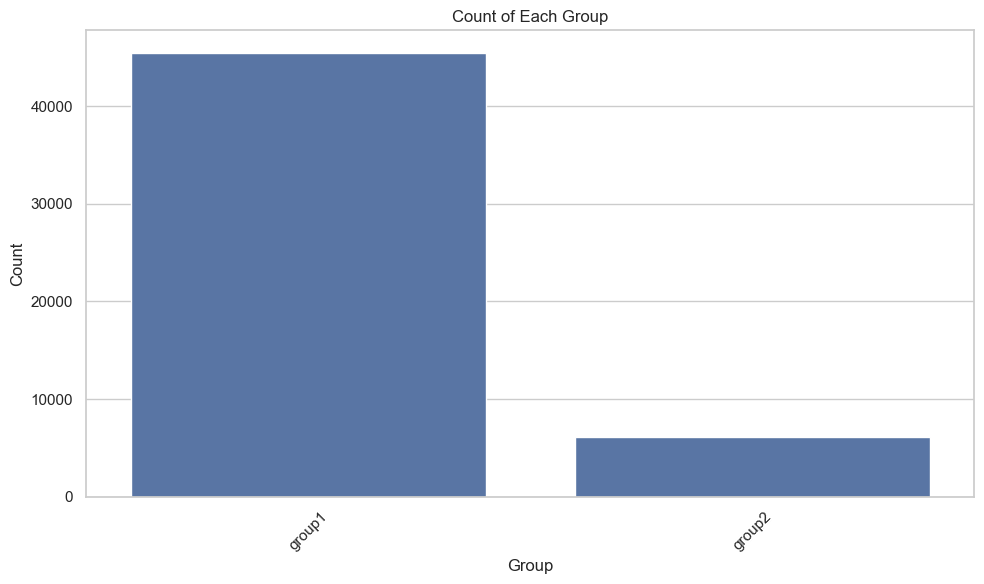 Count of Each Group
Count
40000
30000
20000
10000
0
group1
group2
Group